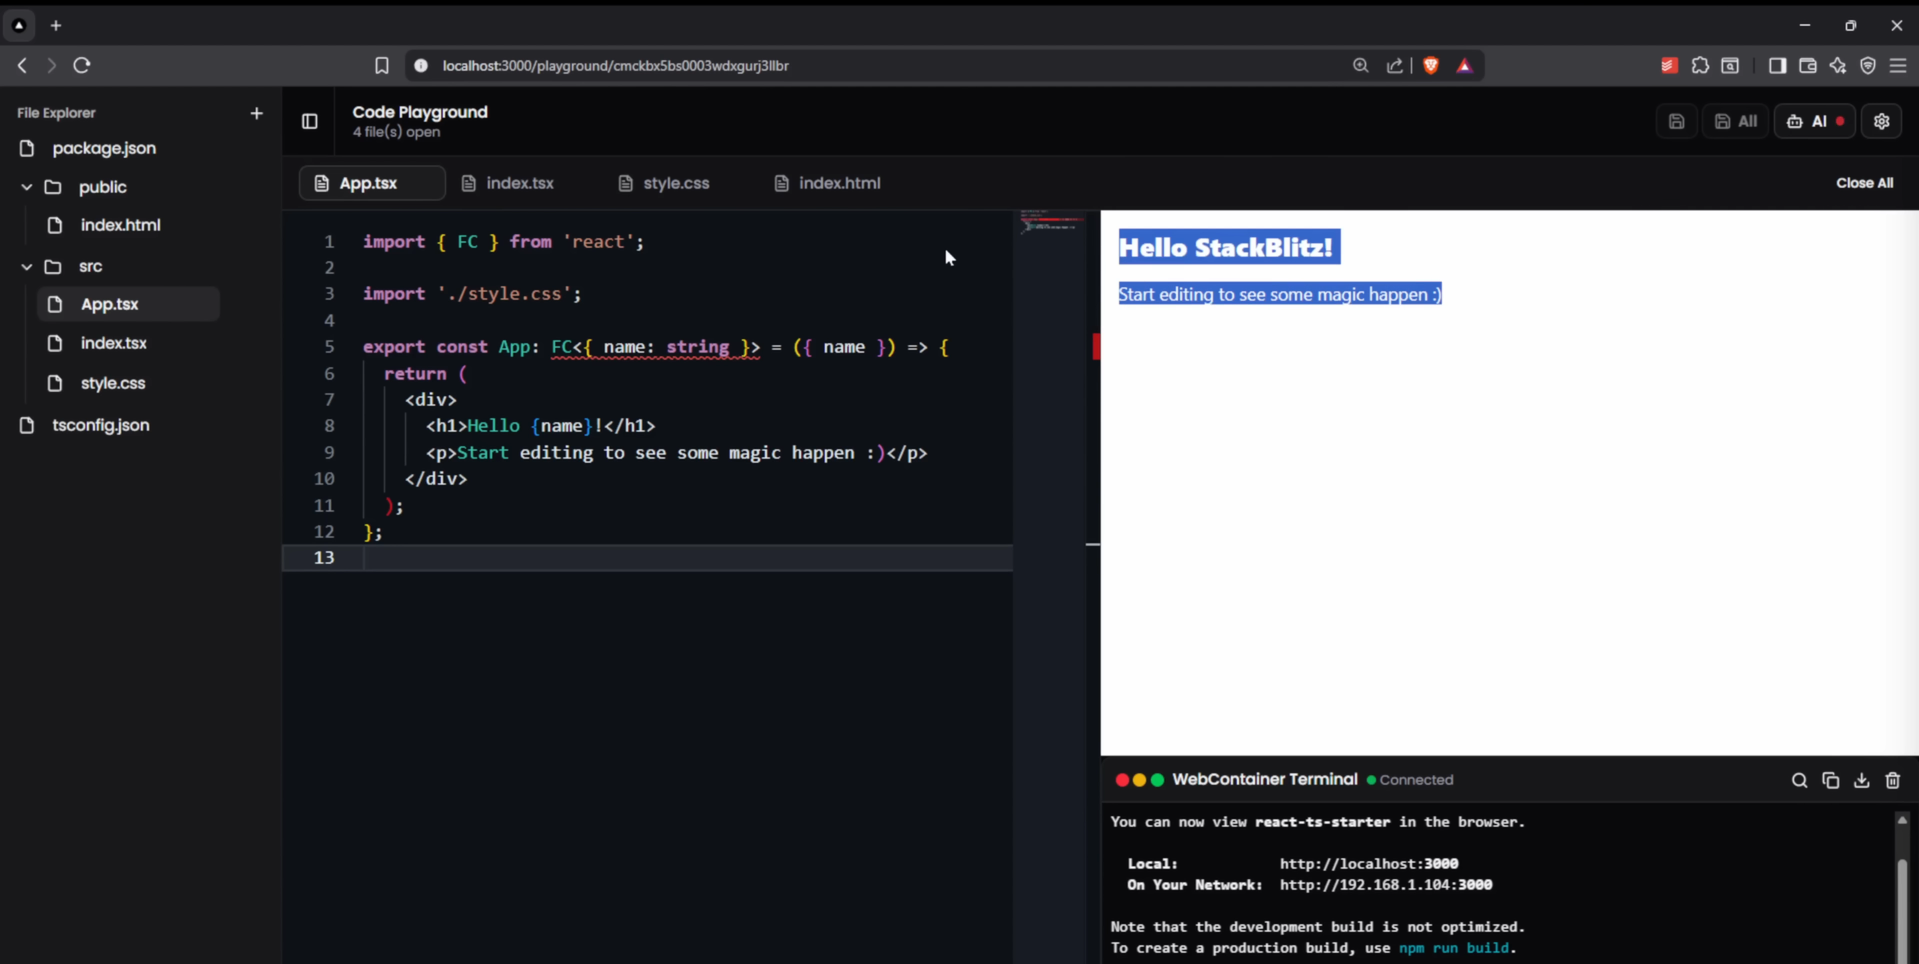 localhost:3000/playground/cmckbx5bs0003wdxgurj3llbr
File Explorer
package.json
public
index.html
src
App.tsx
index.tsx
style.css
tsconfig.json
Code Playground
4 file(s) open
All
AI
App.tsx
index.tsx
style.css
index.html
Close All
1 import { FC } from 'react';
2
3 import './style.css';
4
5 export const App: FC<{ name: string }> = ({ name }) => {
6 return (
7 <div>
8 <h1>Hello {name}!</h1>
9 <p>Start editing to see some magic happen :)</p>
10 </div>
11 );
12 };
13
Hello StackBlitz!
Start editing to see some magic happen :)
WebContainer Terminal Connected
You can now view react-ts-starter in the browser.
Local: http://localhost:3000
On Your Network: http://192.168.1.104:3000
Note that the development build is not optimized.
To create a production build, use npm run build.